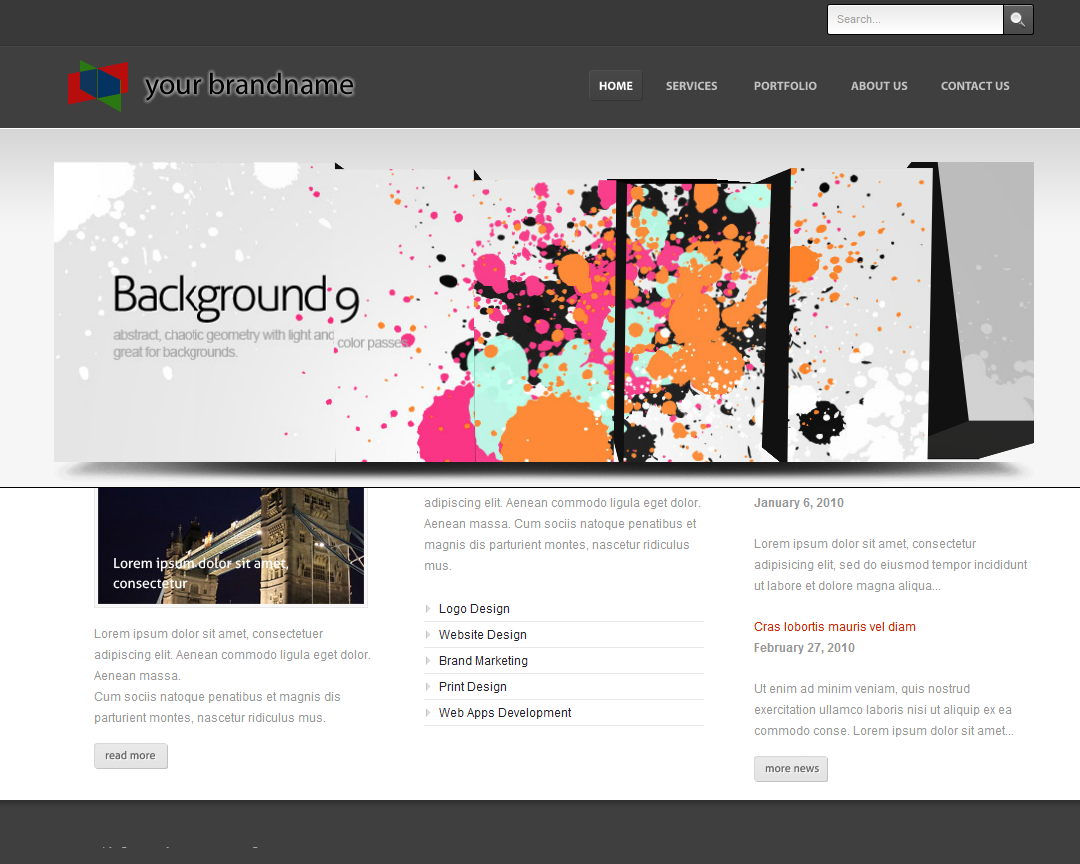 Search...
your brandname
HOME SERVICES PORTFOLIO ABOUT US CONTACT US
Background 9
abstract, chaotic geometry with light and color passes
great for backgrounds.
Lorem ipsum dolor sit amet,
consectetur
Lorem ipsum dolor sit amet, consectetuer
adipiscing elit. Aenean commodo ligula eget dolor.
Aenean massa.
Cum sociis natoque penatibus et magnis dis
parturient montes, nascetur ridiculus mus.
read more
adipiscing elit. Aenean commodo ligula eget dolor.
Aenean massa. Cum sociis natoque penatibus et
magnis dis parturient montes, nascetur ridiculus
mus.
Logo Design
Website Design
Brand Marketing
Print Design
Web Apps Development
January 6, 2010
Lorem ipsum dolor sit amet, consectetur
adipisicing elit, sed do eiusmod tempor incididunt
ut labore et dolore magna aliqua...
Cras lobortis mauris vel diam
February 27, 2010
Ut enim ad minim veniam, quis nostrud
exercitation ullamco laboris nisi ut aliquip ex ea
commodo conse. Lorem ipsum dolor sit amet...
more news